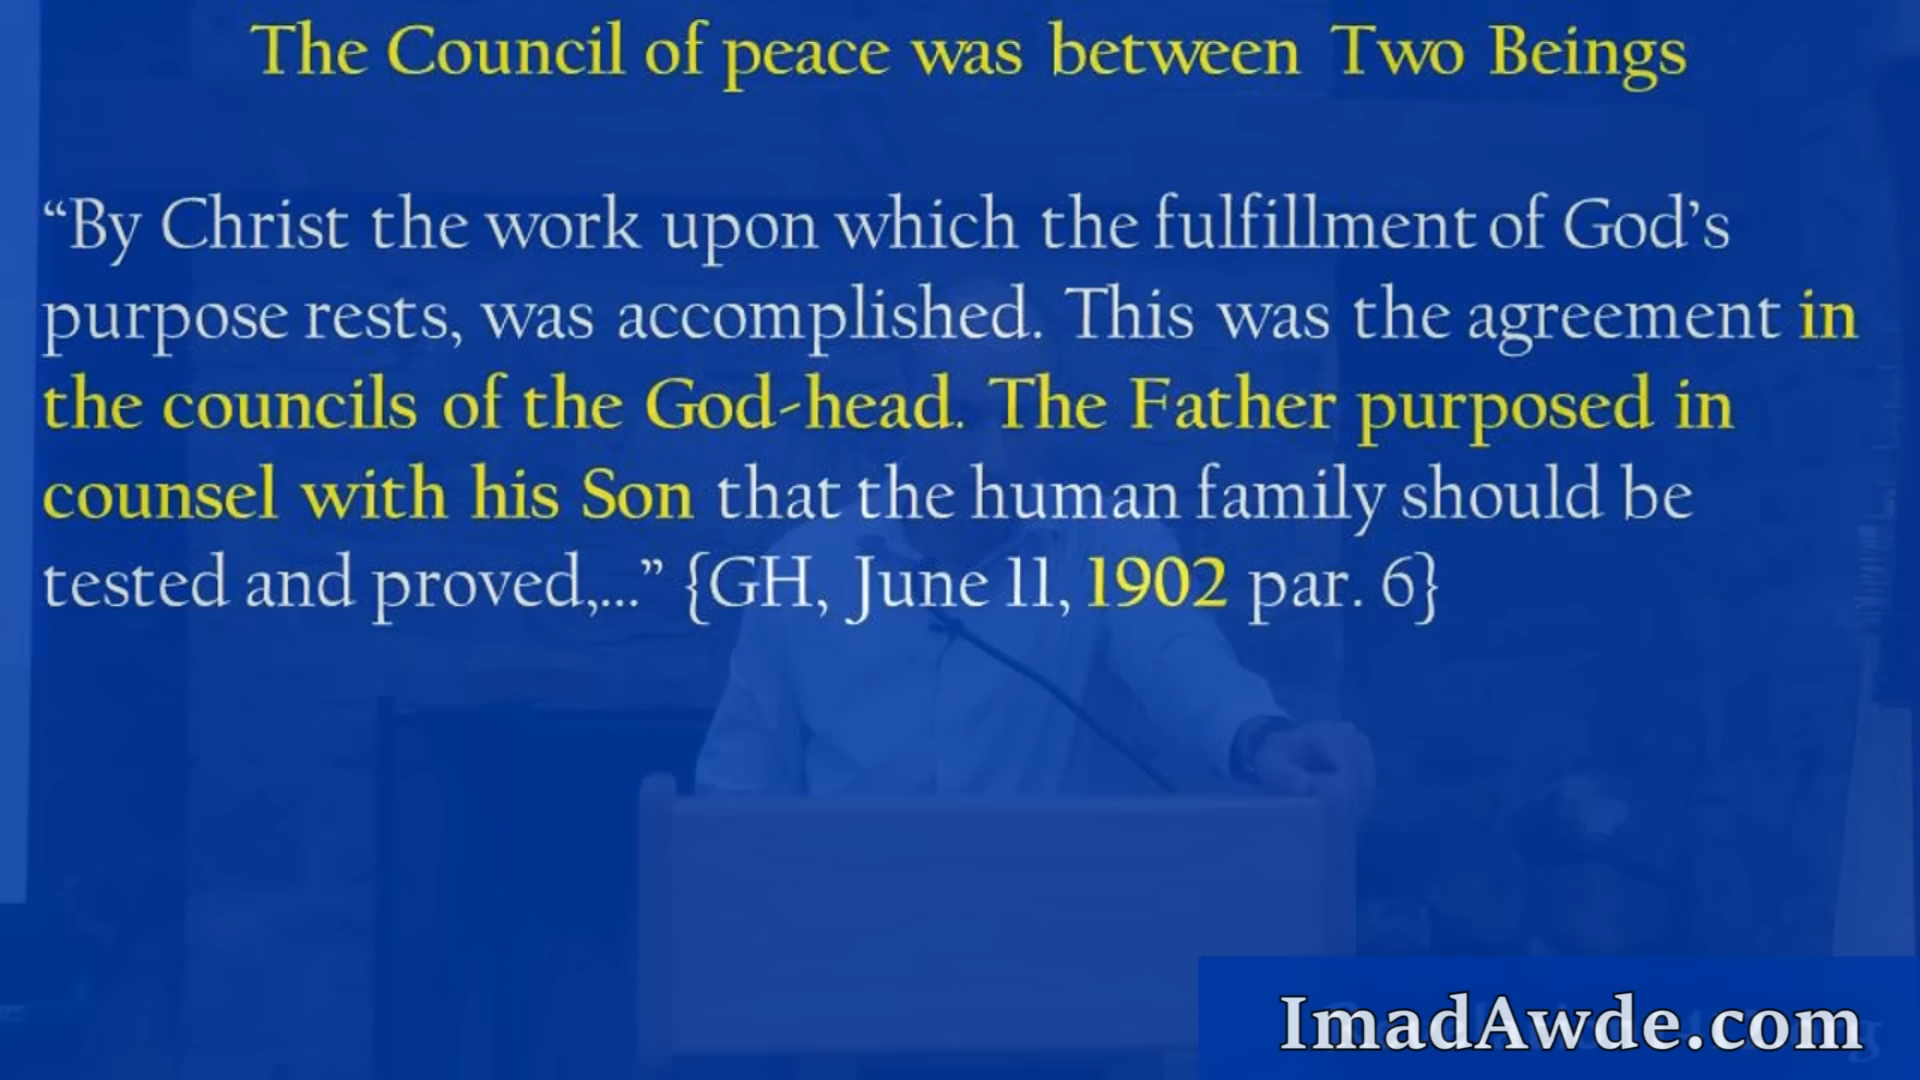 The Council of peace was between Two Beings
“By Christ the work upon which the fulfillment of God’s
purpose rests, was accomplished. This was the agreement in
the councils of the God-head. The Father purposed in
counsel with his Son that the human family should be
tested and proved,...” {GH, June 11, 1902 par. 6}
ImadAwde.com